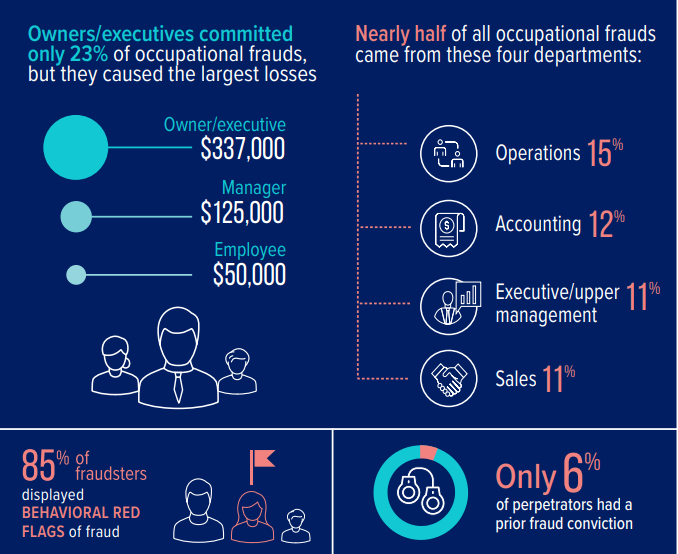 Owners/executives committed
only 23% of occupational frauds,
but they caused the largest losses
Owner/executive
$337,000
Manager
$125,000
Employee
$50,000
Nearly half of all occupational frauds
came from these four departments:
Operations 15%
Accounting 12%
Executive/upper
management 11%
Sales 11%
85% of
fraudsters
displayed
BEHAVIORAL RED
FLAGS of fraud
Only 6%
of perpetrators had a
prior fraud conviction